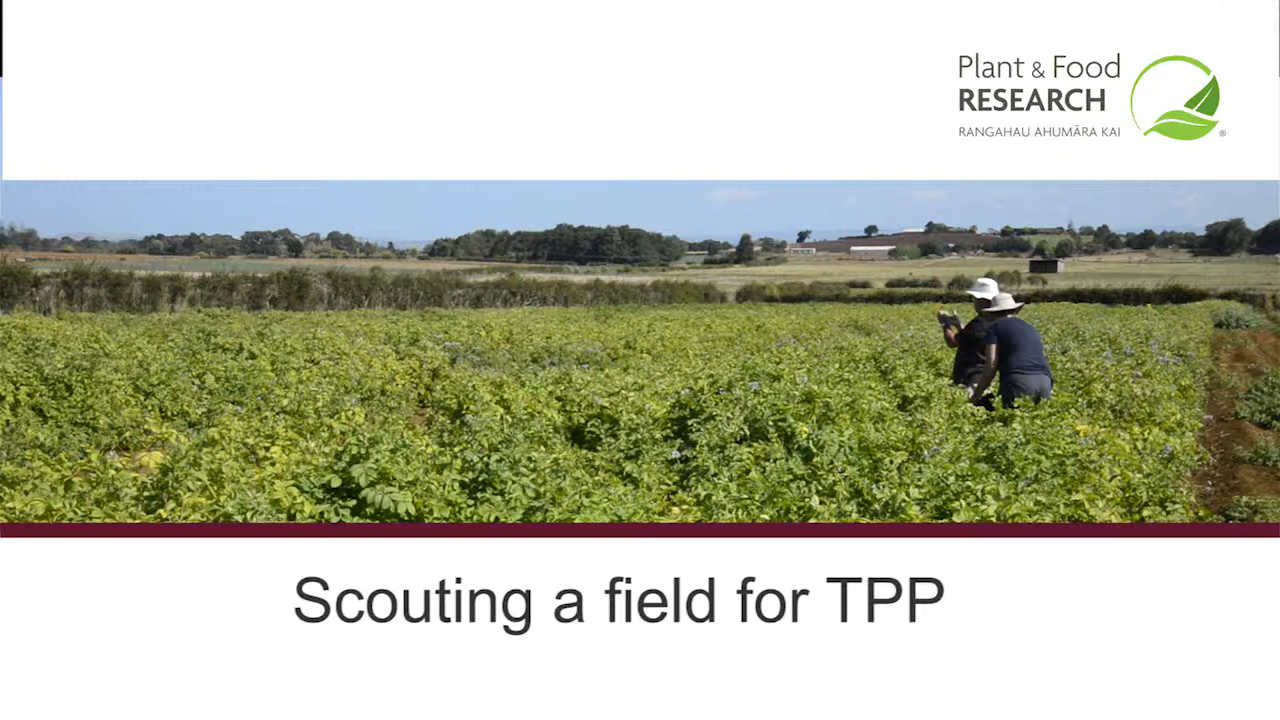 Plant & Food
RESEARCH
RANGAHAU AHUMĀRA KAI
®
Scouting a field for TPP